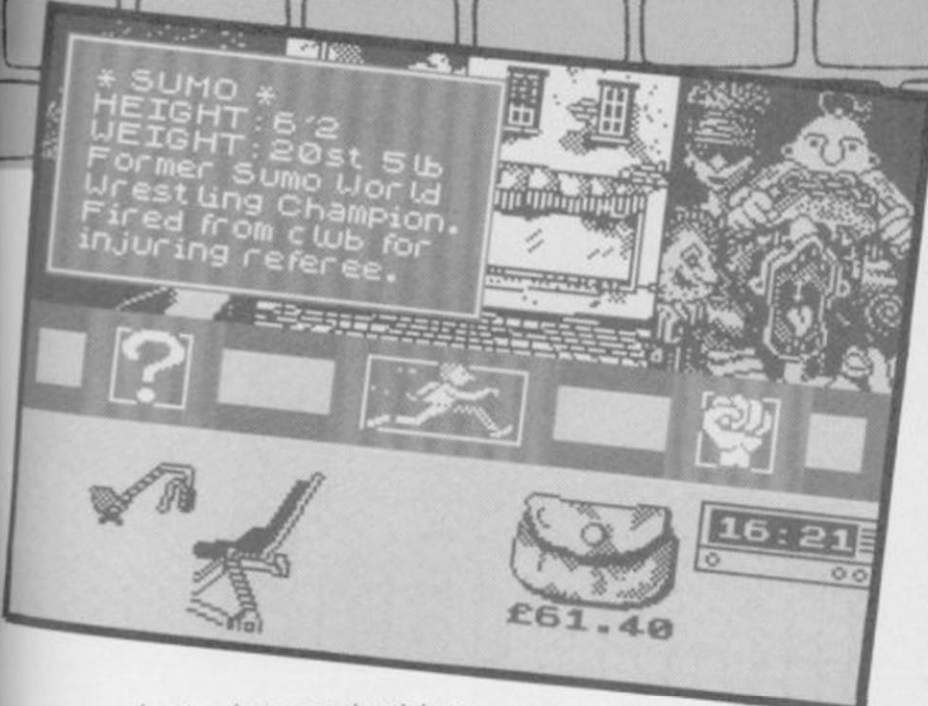 * SUMO *
HEIGHT:6'2
WEIGHT:20st 5lb
Former Sumo World
Wrestling Champion.
Fired from club for
injuring referee.
?
16:21
£61.40